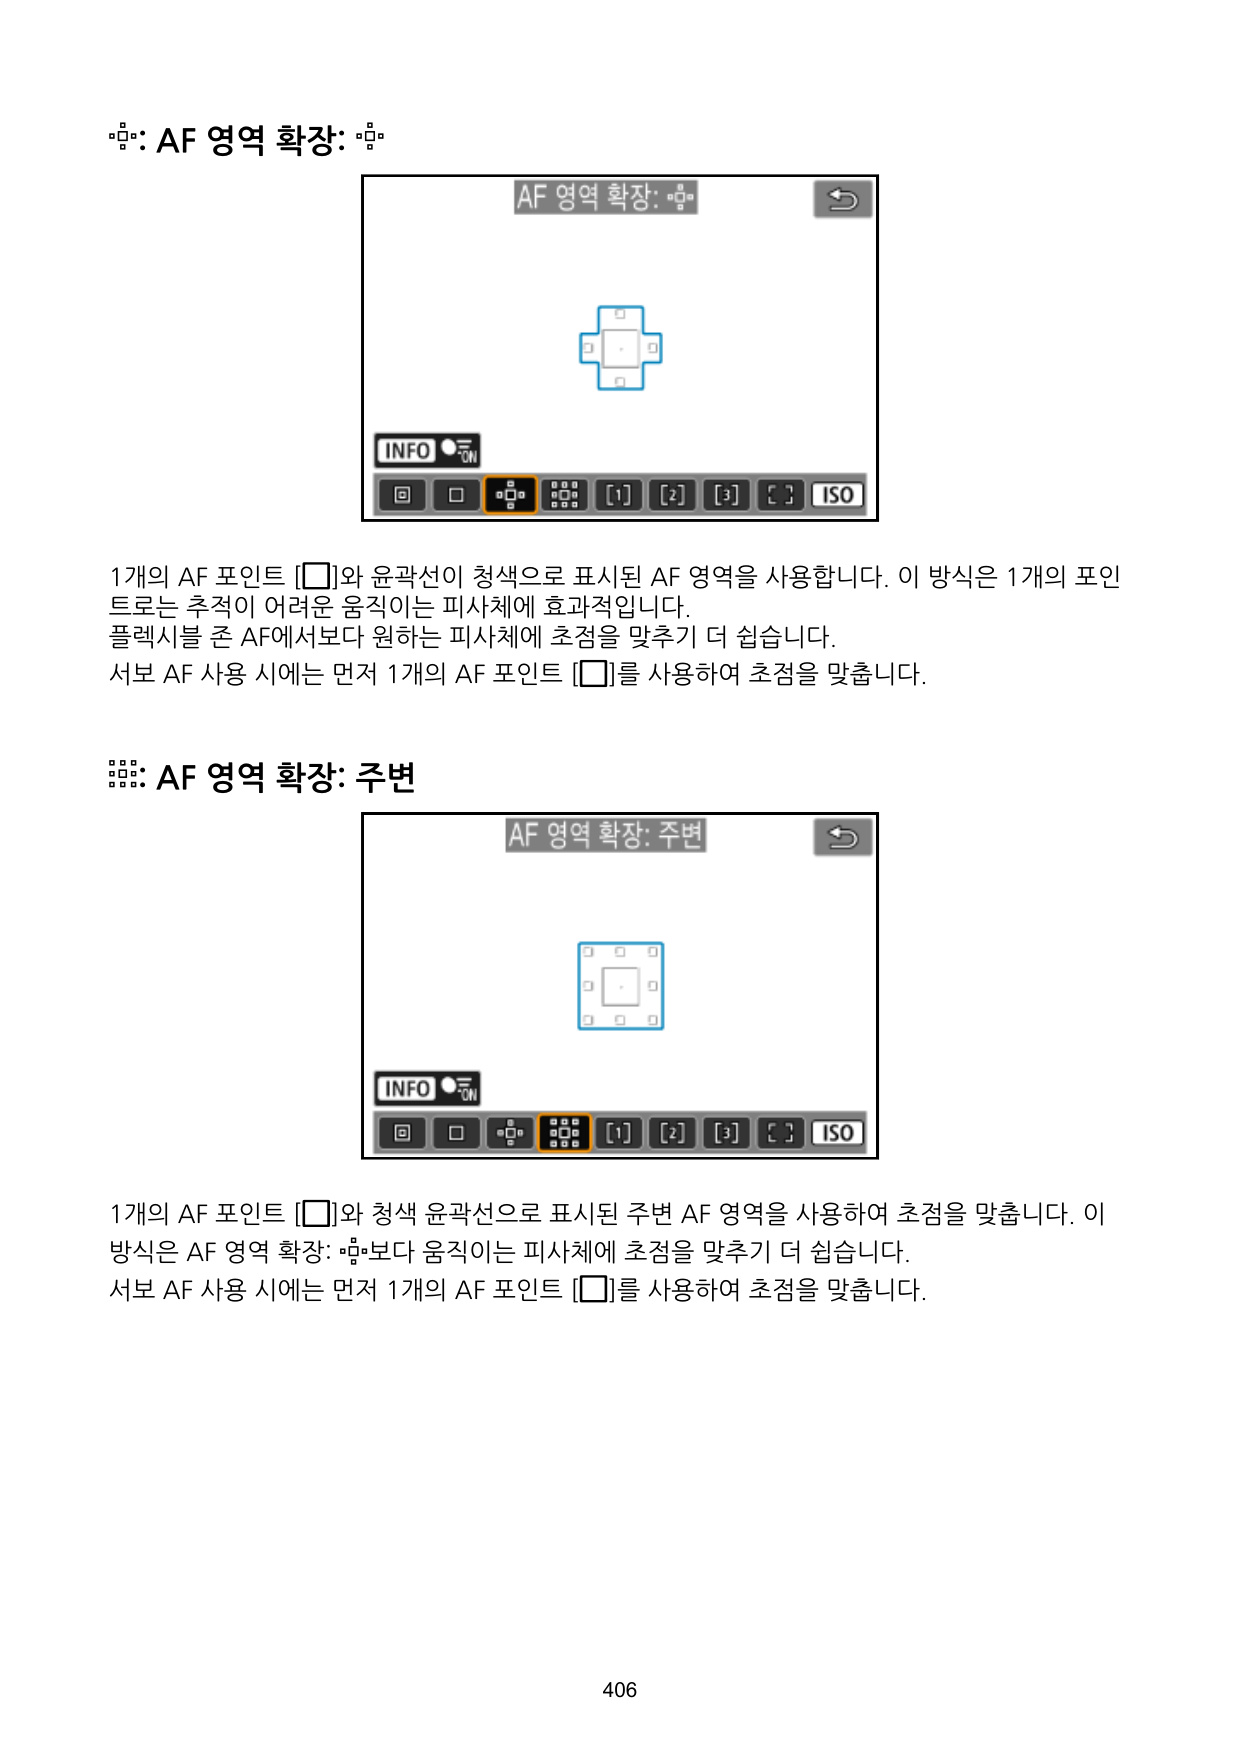 : AF 영역 확장:
AF 영역 확장:
INFO ON
[1] [2] [3] ISO
1개의 AF 포인트 [□]와 윤곽선이 청색으로 표시된 AF 영역을 사용합니다. 이 방식은 1개의 포인
트로는 추적이 어려운 움직이는 피사체에 효과적입니다.
플렉시블 존 AF에서보다 원하는 피사체에 초점을 맞추기 더 쉽습니다.
서보 AF 사용 시에는 먼저 1개의 AF 포인트 [□]를 사용하여 초점을 맞춥니다.
: AF 영역 확장: 주변
AF 영역 확장: 주변
INFO ON
[1] [2] [3] ISO
1개의 AF 포인트 [□]와 청색 윤곽선으로 표시된 주변 AF 영역을 사용하여 초점을 맞춥니다. 이
방식은 AF 영역 확장: 보다 움직이는 피사체에 초점을 맞추기 더 쉽습니다.
서보 AF 사용 시에는 먼저 1개의 AF 포인트 [□]를 사용하여 초점을 맞춥니다.
406